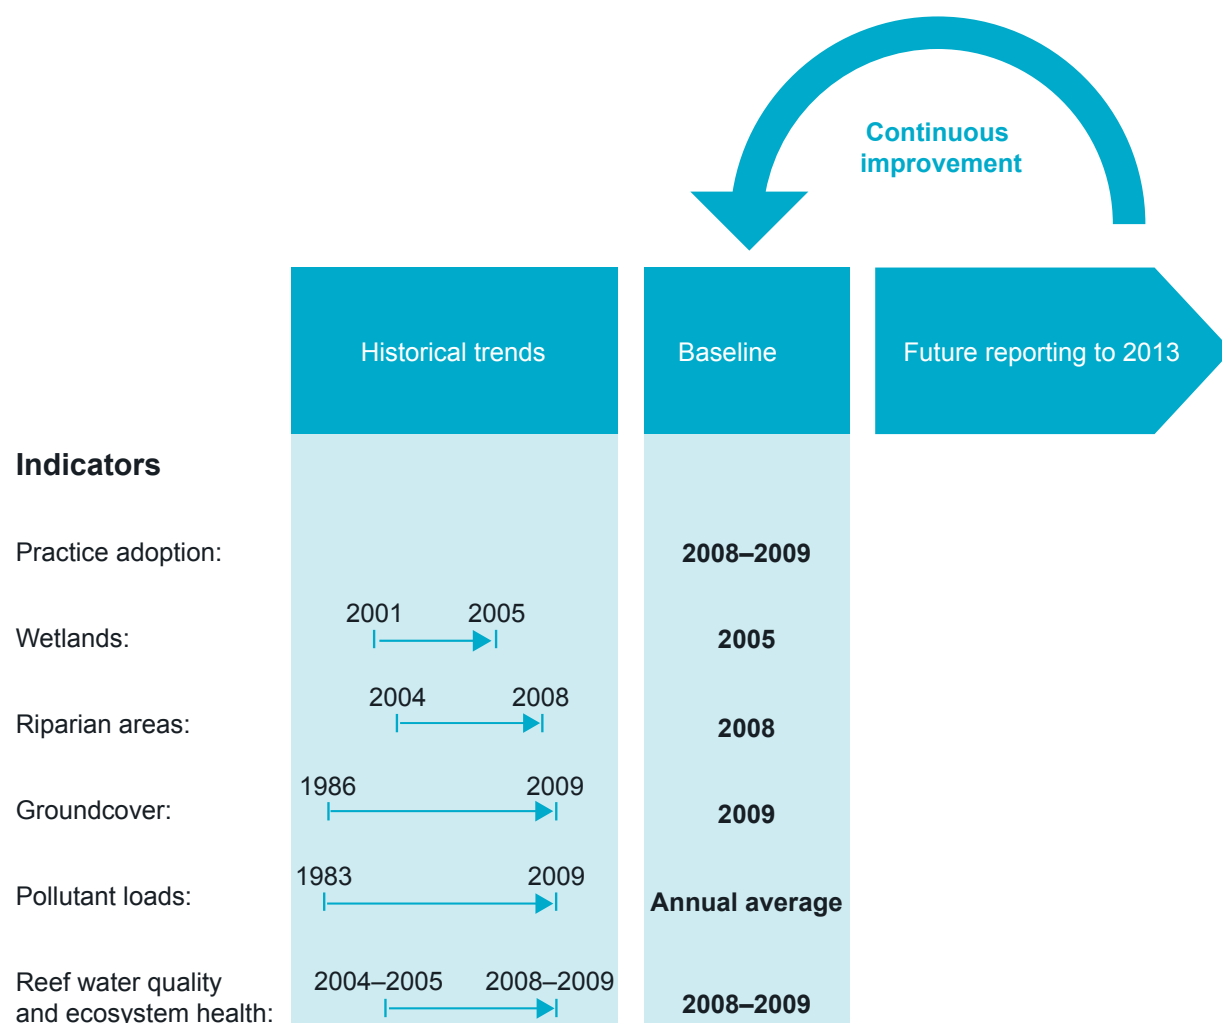 Continuous
improvement
Historical trends
Baseline
Future reporting to 2013
Indicators
Practice adoption:
2008–2009
Wetlands:
2001
2005
2005
Riparian areas:
2004
2008
2008
Groundcover:
1986
2009
2009
Pollutant loads:
1983
2009
Annual average
Reef water quality
and ecosystem health:
2004–2005
2008–2009
2008–2009